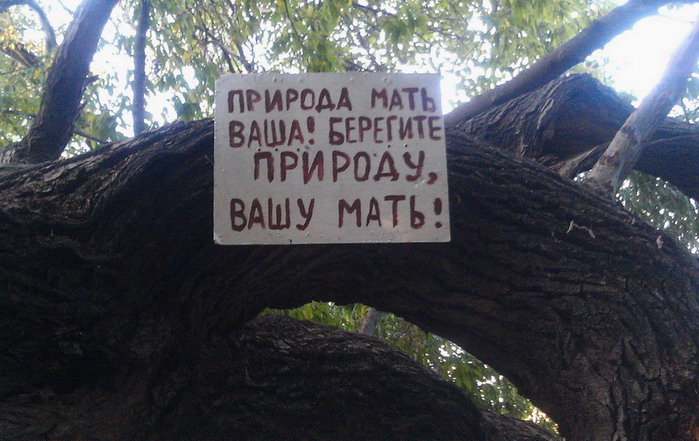 ПРИРОДА МАТЬ
ВАША! БЕРЕГИТЕ
ПРИРОДУ,
ВАШУ МАТЬ!